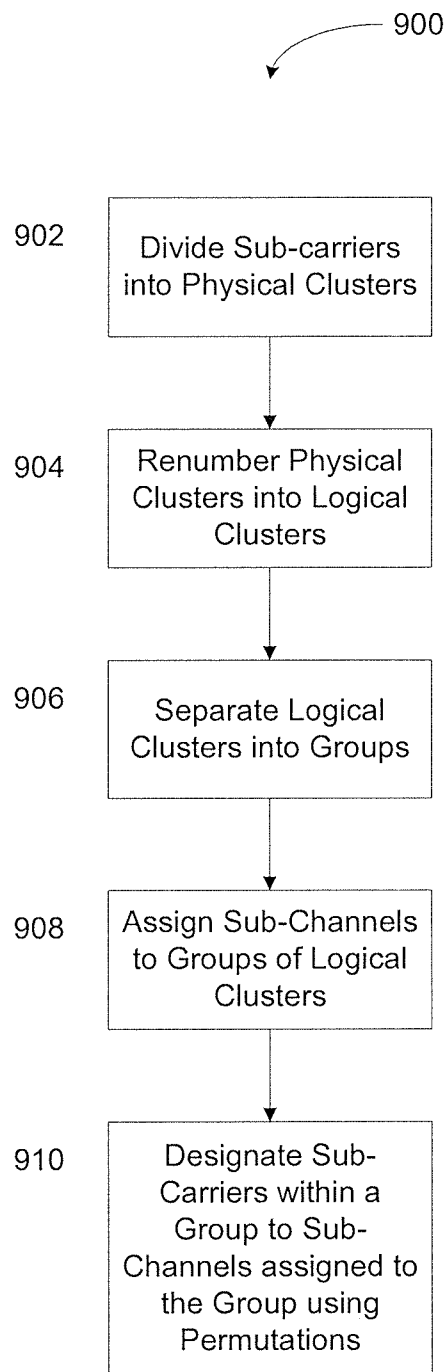 900
902
Divide Sub-carriers
into Physical Clusters
904
Renumber Physical
Clusters into Logical
Clusters
906
Separate Logical
Clusters into Groups
908
Assign Sub-Channels
to Groups of Logical
Clusters
910
Designate Sub-
Carriers within a
Group to Sub-
Channels assigned to
the Group using
Permutations